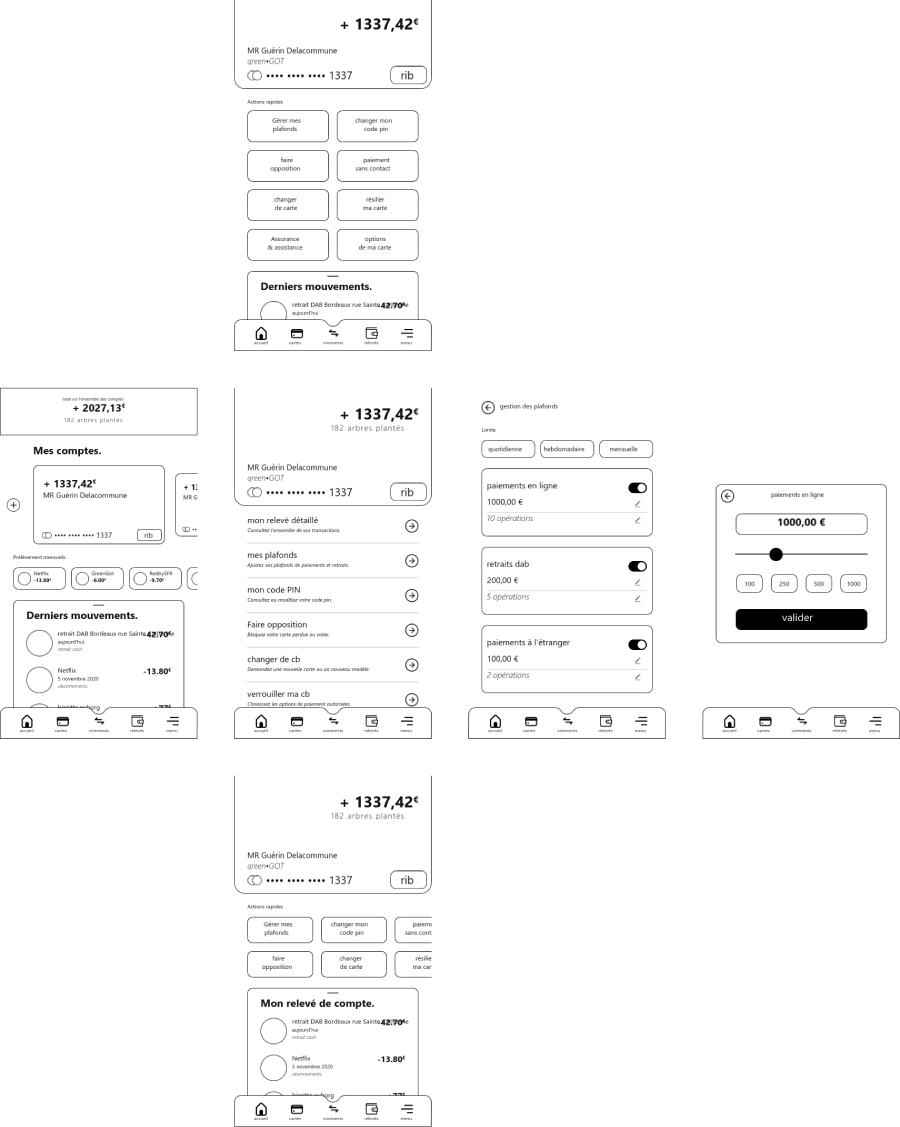 + 1337,42€
MR Guérin Delacommune
green•GOT
•••• •••• •••• 1337
rib
Actions rapides
Gérer mes
plafonds
changer mon
code pin
faire
opposition
paiement
sans contact
changer
de carte
résilier
ma carte
Assurance
& assistance
options
de ma carte
Derniers mouvements.
retrait DAB Bordeaux rue Sainte
42.70€
aujourd'hui
accueil
cartes
virements
relevés
menu
total sur l'ensemble des comptes
+ 2027,13€
182 arbres plantés
Mes comptes.
+ 1337,42€
MR Guérin Delacommune
•••• •••• •••• 1337
rib
+ 13
MR G
Prélèvement mensuels.
Netflix
-13.80€
GreenGot
-6.00€
RedbySFR
-9.70€
Derniers mouvements.
retrait DAB Bordeaux rue Sainte
42.70€
aujourd'hui
retrait cash
Netflix
-13.80€
5 novembre 2020
abonnements
accueil
cartes
virements
relevés
menu
+ 1337,42€
182 arbres plantés
MR Guérin Delacommune
green•GOT
•••• •••• •••• 1337
rib
mon relevé détaillé
Consultez l'ensemble de vos transactions.
mes plafonds
Ajustez vos plafonds de paiements et retraits.
mon code PIN
Consultez ou modifiez votre code pin.
Faire opposition
Bloquez votre carte perdue ou volée.
changer de cb
Demandez une nouvelle carte ou un nouveau modèle.
verrouiller ma cb
Choisissez les options de paiement autorisées.
accueil
cartes
virements
relevés
menu
gestion des plafonds
Limite
quotidienne
hebdomadaire
mensuelle
paiements en ligne
1000,00 €
10 opérations
retraits dab
200,00 €
5 opérations
paiements à l'étranger
100,00 €
2 opérations
accueil
cartes
virements
relevés
menu
paiements en ligne
1000,00 €
100
250
500
1000
valider
accueil
cartes
virements
relevés
menu
+ 1337,42€
182 arbres plantés
MR Guérin Delacommune
green•GOT
•••• •••• •••• 1337
rib
Actions rapides
Gérer mes
plafonds
changer mon
code pin
paiem
sans cont
faire
opposition
changer
de carte
résilie
ma car
Mon relevé de compte.
retrait DAB Bordeaux rue Sainte
42.70€
aujourd'hui
retrait cash
Netflix
-13.80€
5 novembre 2020
abonnements
accueil
cartes
virements
relevés
menu